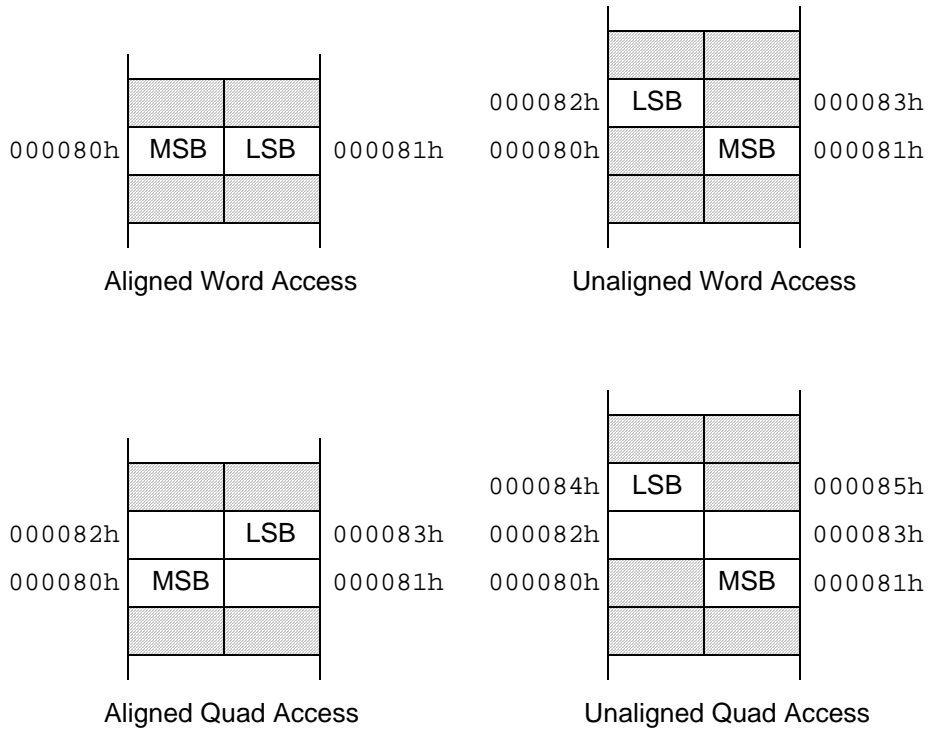 000080h MSB LSB 000081h
Aligned Word Access
000082h LSB 000083h
000080h MSB 000081h
Unaligned Word Access
000082h LSB 000083h
000080h MSB 000081h
Aligned Quad Access
000084h LSB 000085h
000082h 000083h
000080h MSB 000081h
Unaligned Quad Access